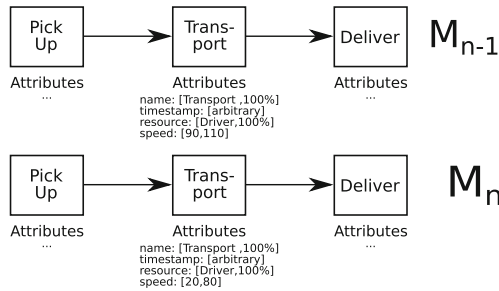 Pick Up
Trans-
port
Deliver
M n-1
Attributes
...
Attributes
name: [Transport ,100%]
timestamp: [arbitrary]
resource: [Driver,100%]
speed: [90,110]
Attributes
...
Pick Up
Trans-
port
Deliver
M n
Attributes
...
Attributes
name: [Transport ,100%]
timestamp: [arbitrary]
resource: [Driver,100%]
speed: [20,80]
Attributes
...